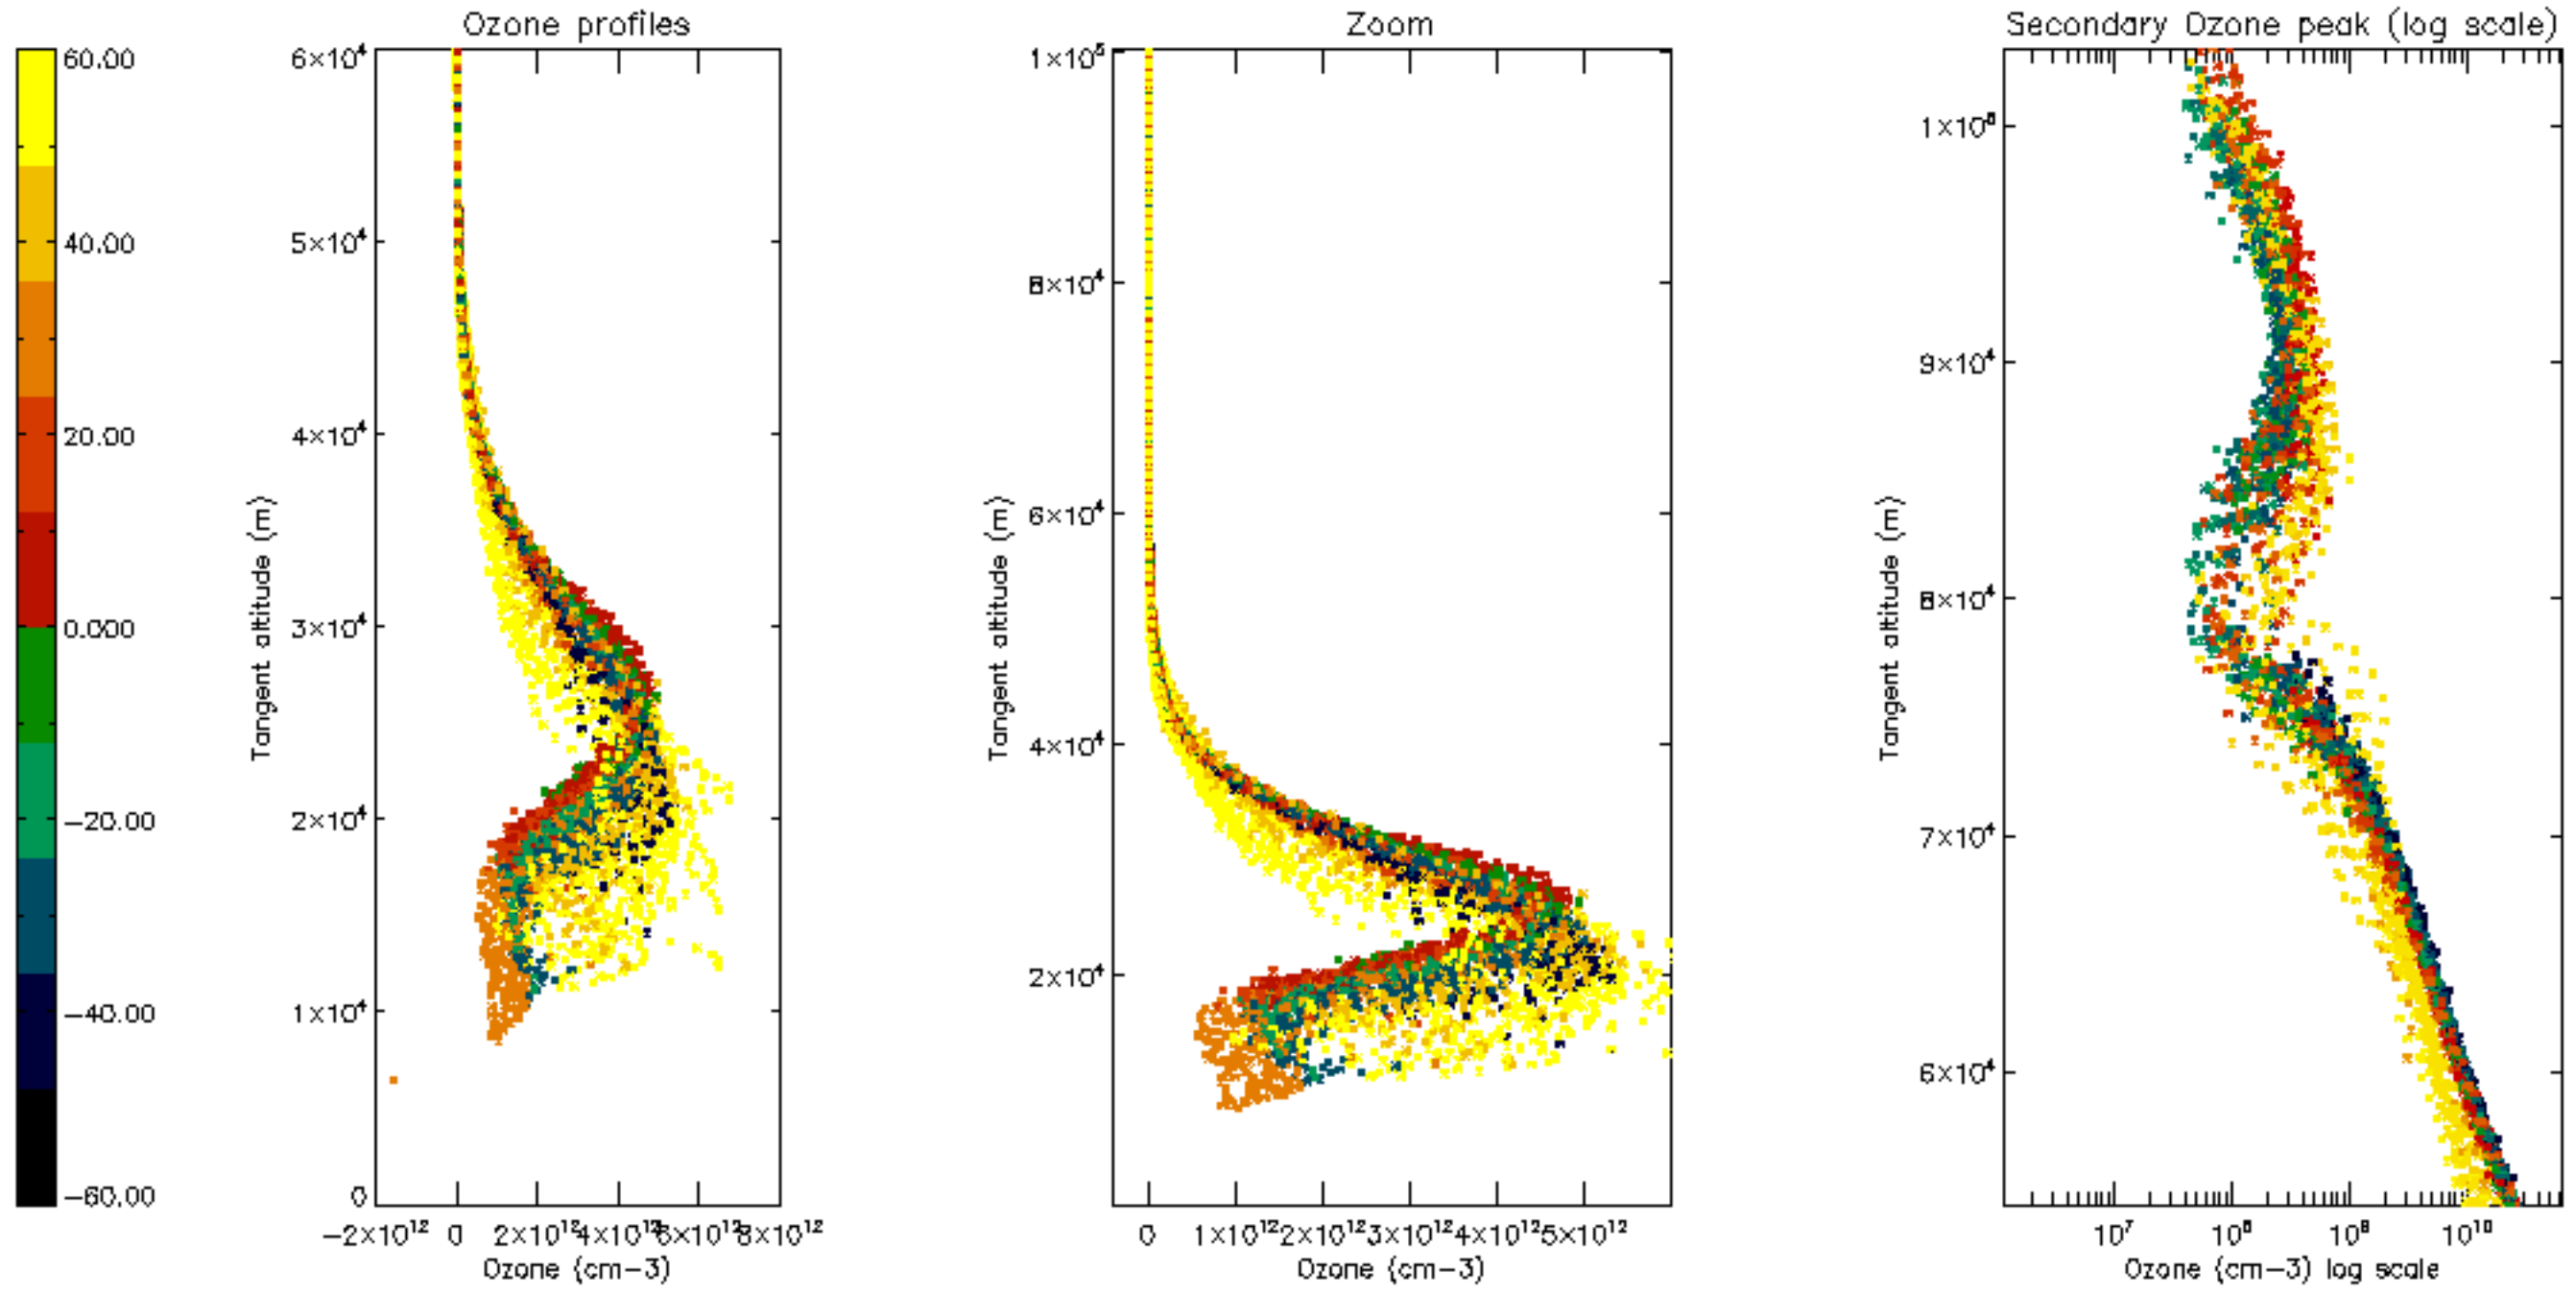 Ozone profiles
Zoom
Secondary Ozone peak (log scale)
60.00
40.00
20.00
0.000
−20.00
−40.00
−60.00
6×10⁴
5×10⁴
4×10⁴
3×10⁴
2×10⁴
1×10⁴
0
Tangent altitude (m)
−2×10¹² 0 2×10¹² 4×10¹² 6×10¹² 8×10¹²
Ozone (cm−3)
1×10⁵
8×10⁴
6×10⁴
4×10⁴
2×10⁴
Tangent altitude (m)
0 1×10¹² 2×10¹² 3×10¹² 4×10¹² 5×10¹²
Ozone (cm−3)
1×10⁵
9×10⁴
8×10⁴
7×10⁴
6×10⁴
Tangent altitude (m)
10⁷ 10⁸ 10⁹ 10¹⁰
Ozone (cm−3) log scale